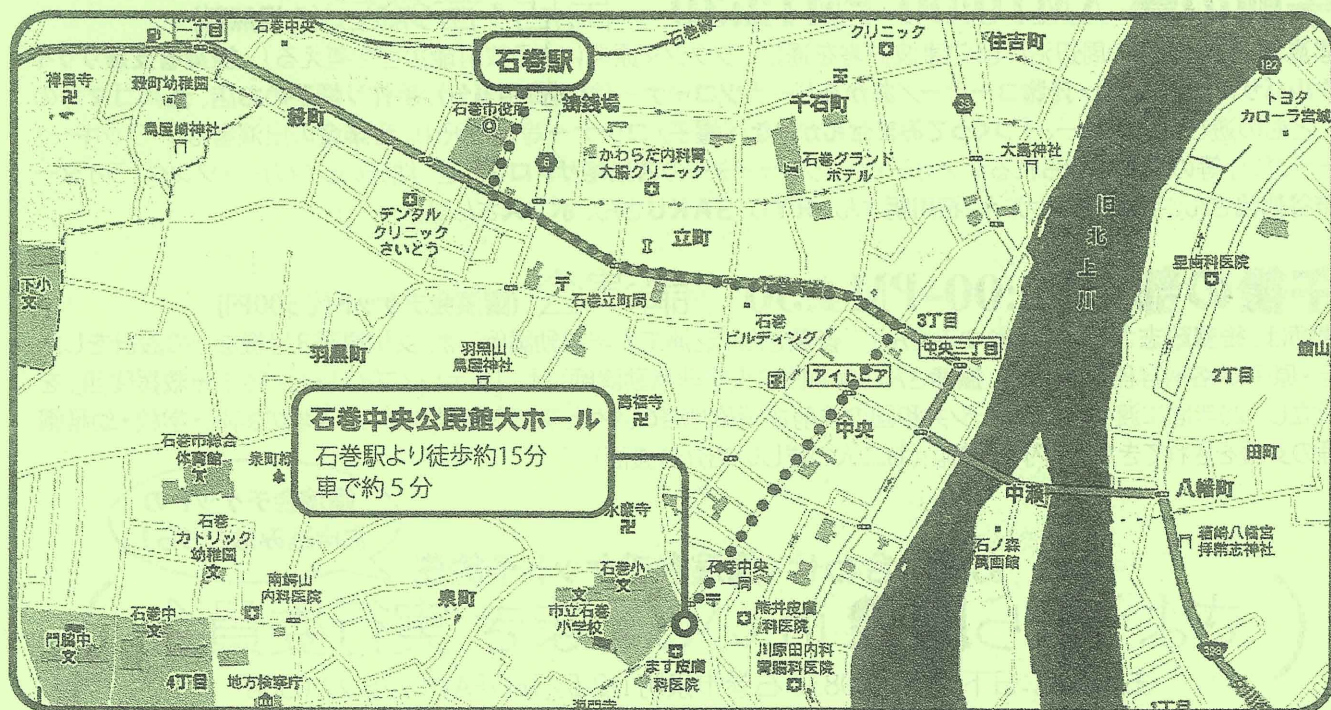 一丁目
石巻中央
石巻線
クリニック
住吉町
石巻駅
禅昌寺
穀町幼稚園
鳥屋崎神社
穀町
石巻市役所
鋳銭場
千石町
33
192
トヨタ
カローラ宮城
大島神社
かわらだ内科胃
大腸クリニック
石巻グランド
ホテル
6
デンタル
クリニック
さいとう
立町
旧北上川
星歯科医院
石巻立町局
石巻
ビルディング
3丁目
中央三丁目
アイトピア
羽黒町
羽黒山
鳥屋神社
壽福寺
2丁目
石巻中央公民館大ホール
石巻駅より徒歩約15分
車で約5分
中央
田町
石巻市総合
体育館
永巌寺
中瀬
八幡町
石巻
カトリック
幼稚園
石ノ森
萬画館
南崎山
内科医院
泉町
石巻小
石巻中央
一局
市立石巻
小学校
熊井皮膚
科医院
石巻中
門脇中
ます皮膚
科医院
川原田内科
胃腸科医院
398
4丁目
地方検察庁
1丁目